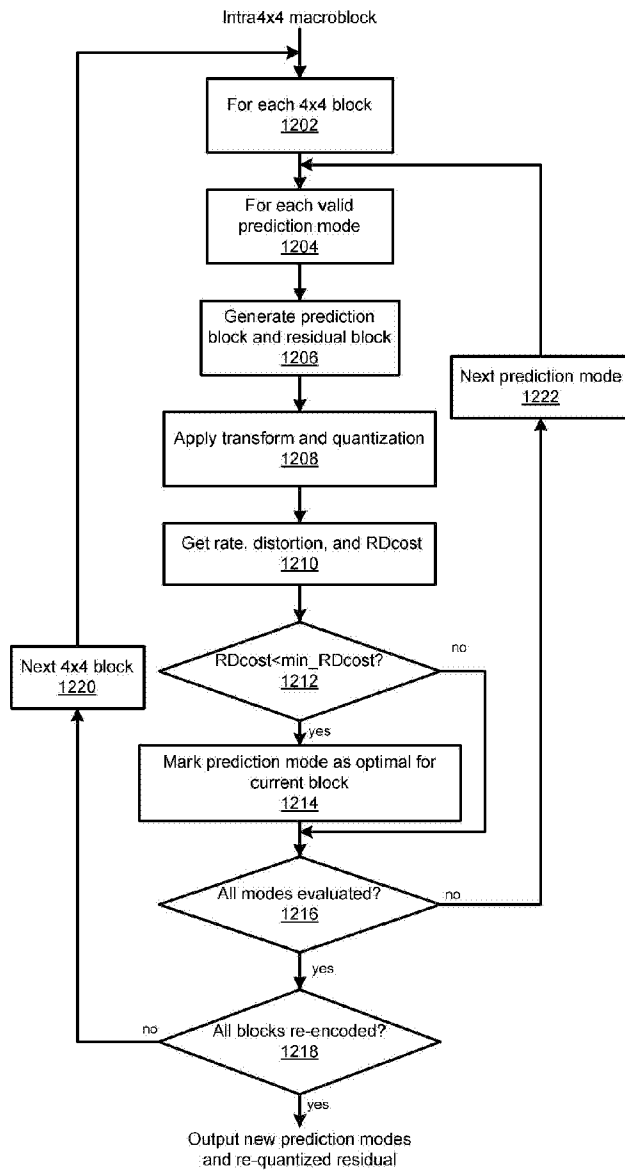 Intra4x4 macroblock
For each 4x4 block
1202
For each valid
prediction mode
1204
Generate prediction
block and residual block
1206
Next prediction mode
1222
Apply transform and quantization
1208
Get rate, distortion, and RDcost
1210
Next 4x4 block
1220
RDcost<min_RDcost?
1212
no
yes
Mark prediction mode as optimal for
current block
1214
All modes evaluated?
1216
no
yes
All blocks re-encoded?
1218
no
yes
Output new prediction modes
and re-quantized residual